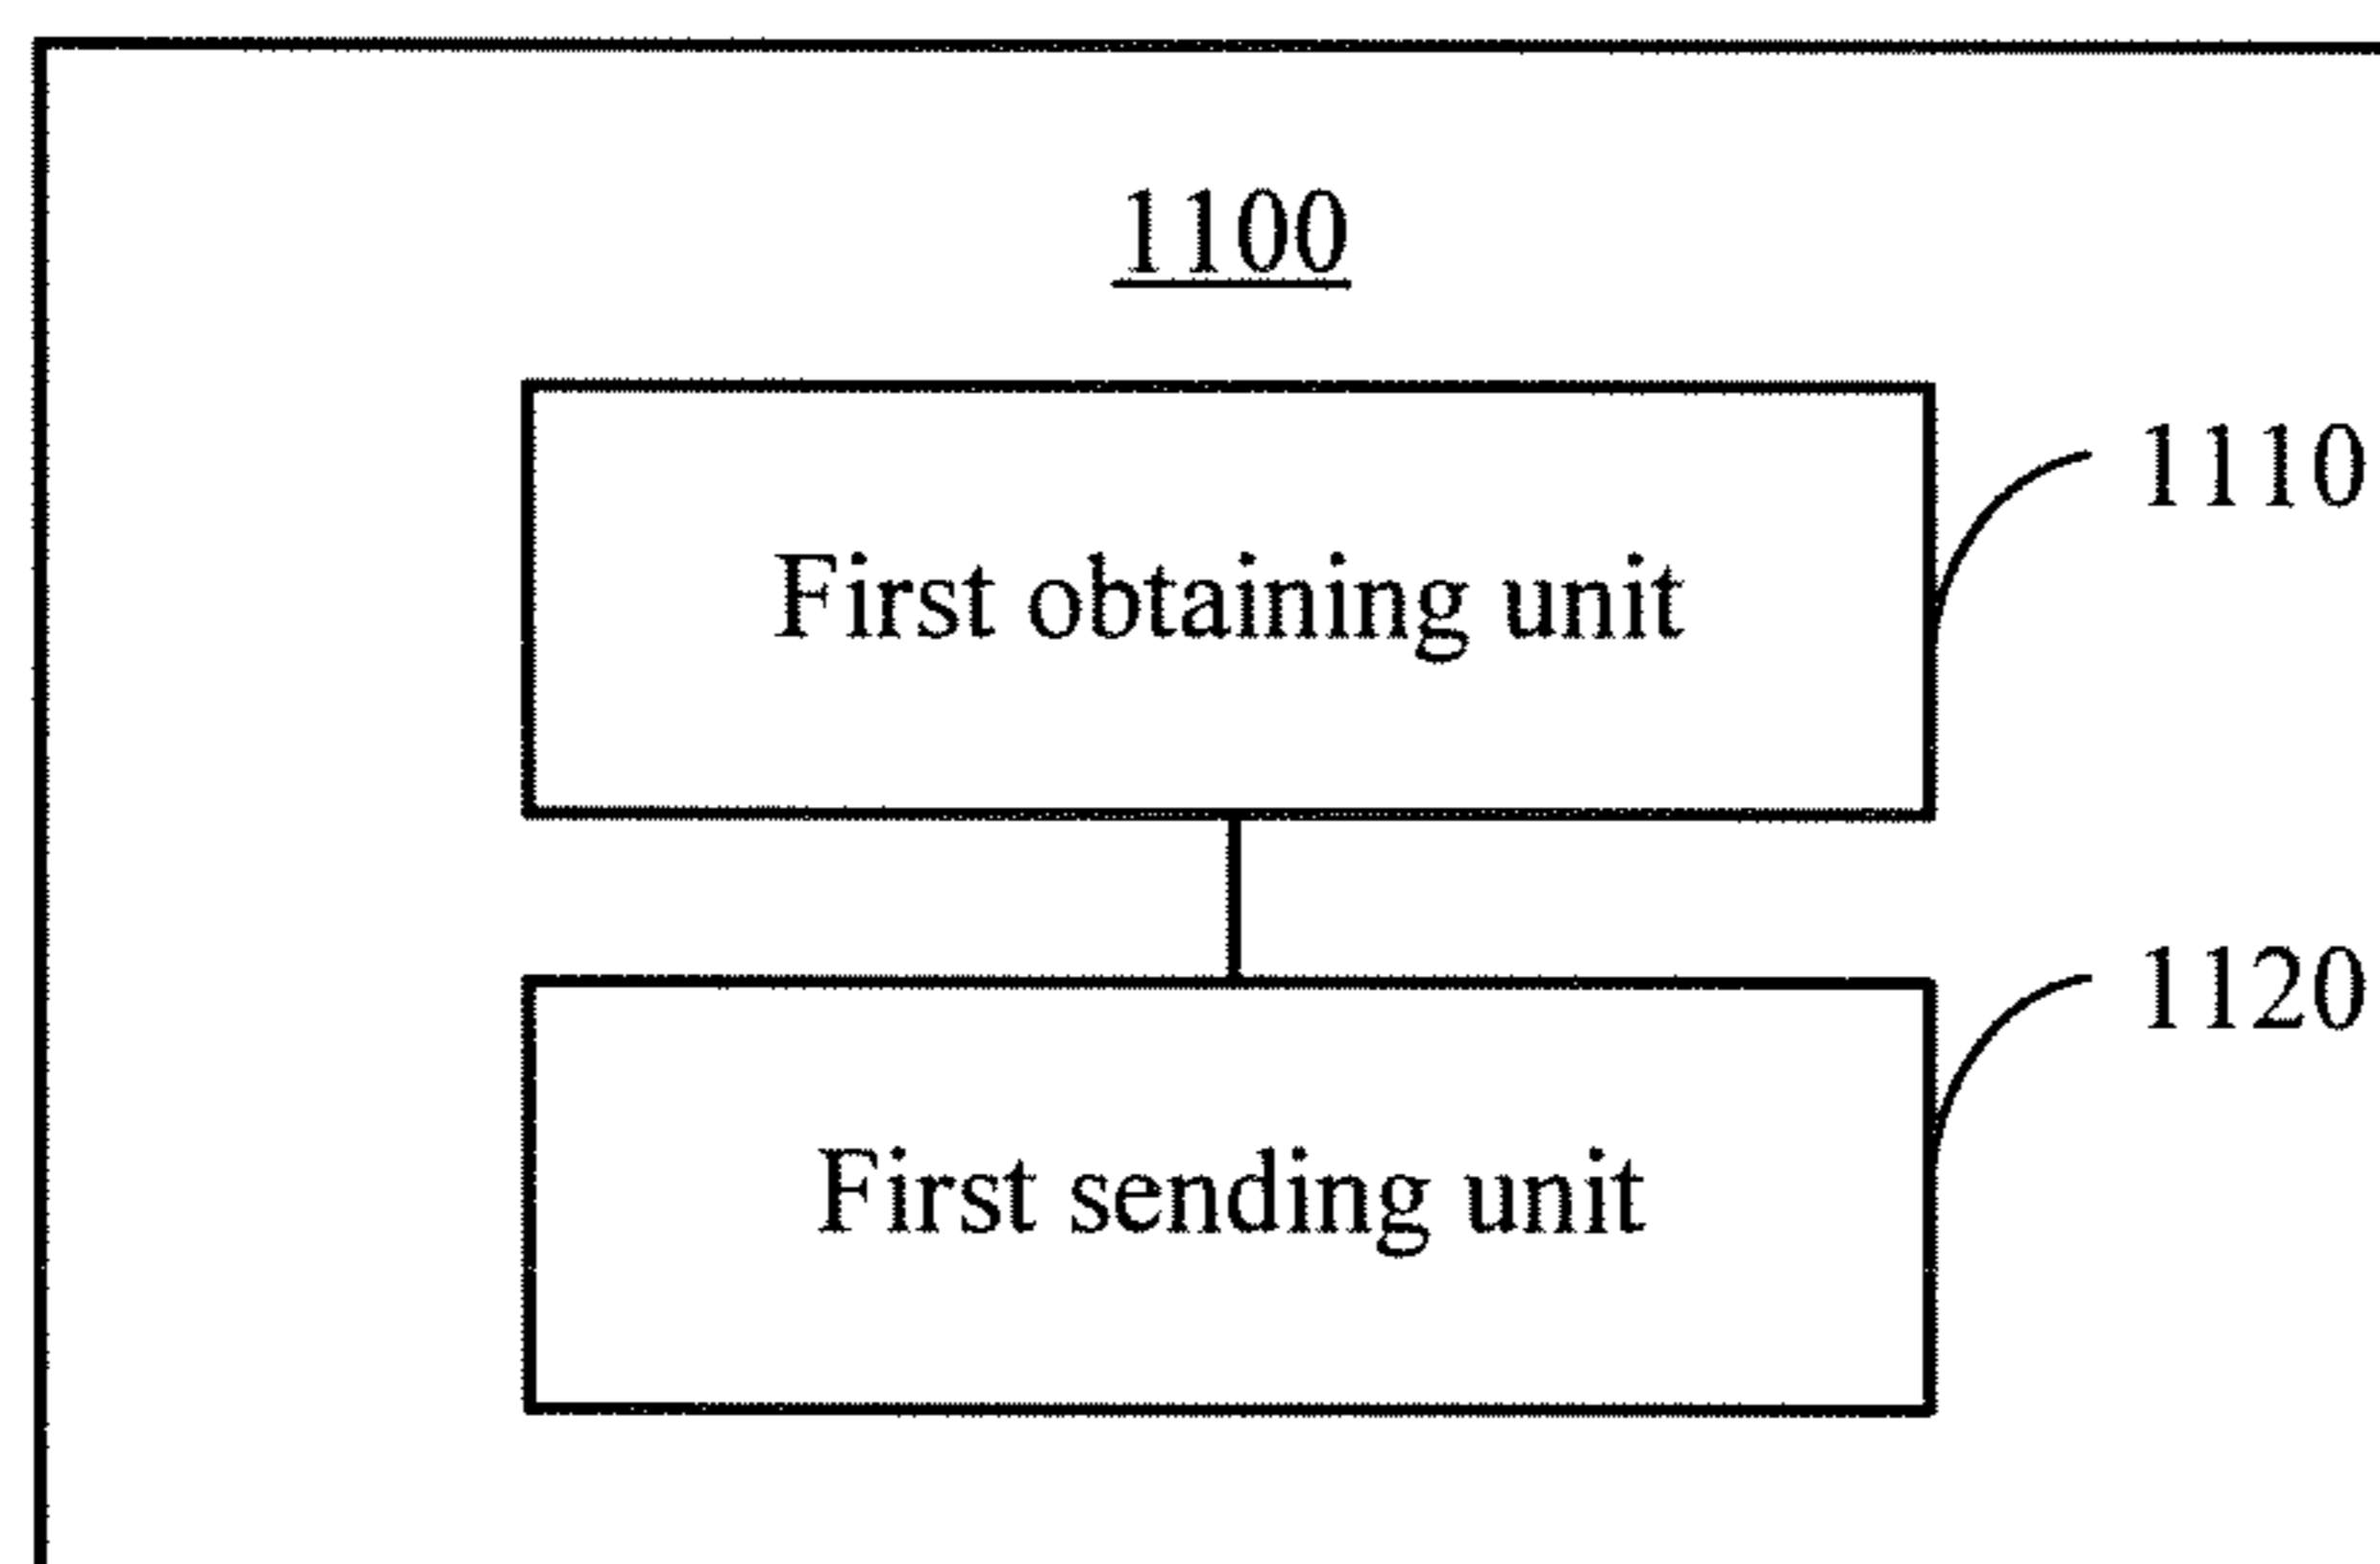 1100
First obtaining unit
1110
First sending unit
1120